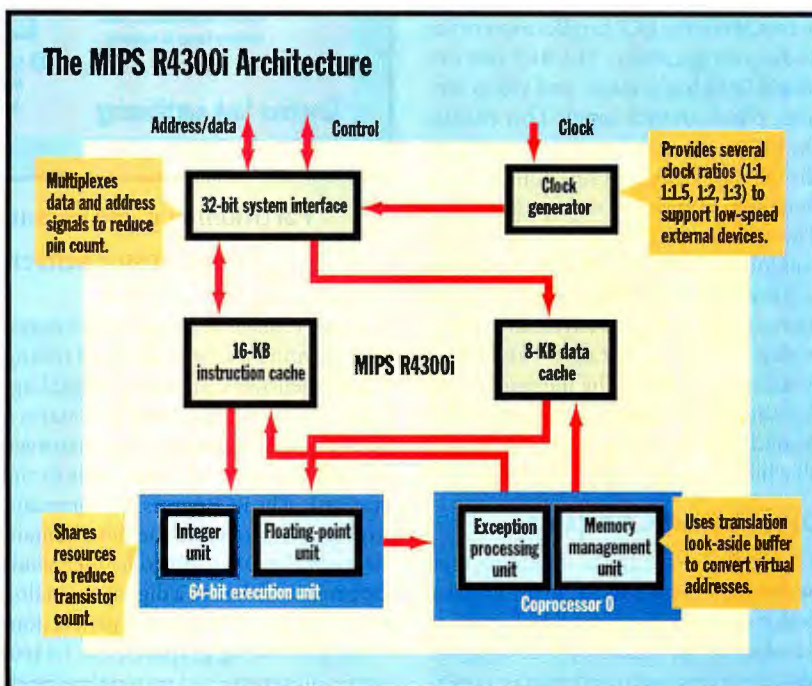 The MIPS R4300i Architecture
Address/data
Control
Clock
Multiplexes
data and address
signals to reduce
pin count.
32-bit system interface
Clock
generator
Provides several
clock ratios (1:1,
1:1.5, 1:2, 1:3) to
support low-speed
external devices.
16-KB
instruction cache
MIPS R4300i
8-KB data
cache
Shares
resources
to reduce
transistor
count.
Integer
unit
Floating-point
unit
64-bit execution unit
Exception
processing
unit
Memory
management
unit
Coprocessor 0
Uses translation
look-aside buffer
to convert virtual
addresses.